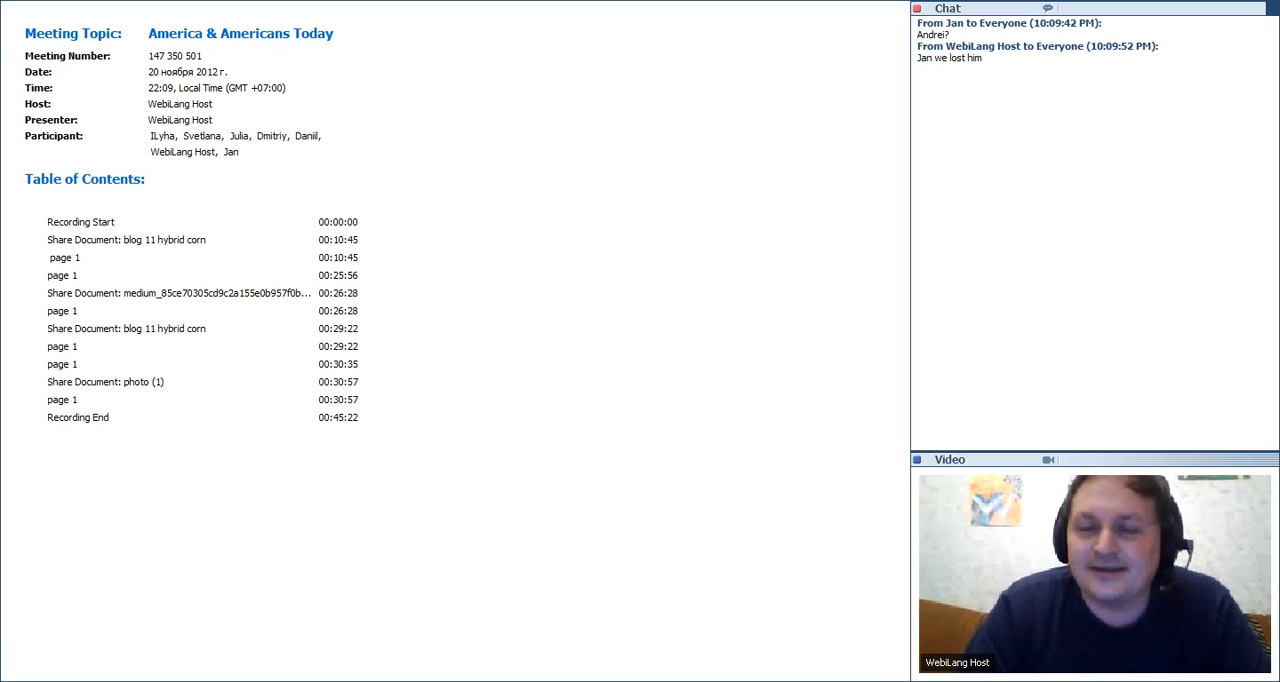 Meeting Topic: America & Americans Today
Meeting Number: 147 350 501
Date: 20 ноября 2012 г.
Time: 22:09, Local Time (GMT +07:00)
Host: WebiLang Host
Presenter: WebiLang Host
Participant: ILyha, Svetlana, Julia, Dmitriy, Daniil,
WebiLang Host, Jan
Table of Contents:
Recording Start 00:00:00
Share Document: blog 11 hybrid corn 00:10:45
page 1 00:10:45
page 1 00:25:56
Share Document: medium_85ce70305cd9c2a155e0b957f0b... 00:26:28
page 1 00:26:28
Share Document: blog 11 hybrid corn 00:29:22
page 1 00:29:22
page 1 00:30:35
Share Document: photo (1) 00:30:57
page 1 00:30:57
Recording End 00:45:22
Chat
From Jan to Everyone (10:09:42 PM):
Andrei?
From WebiLang Host to Everyone (10:09:52 PM):
Jan we lost him
Video
WebiLang Host